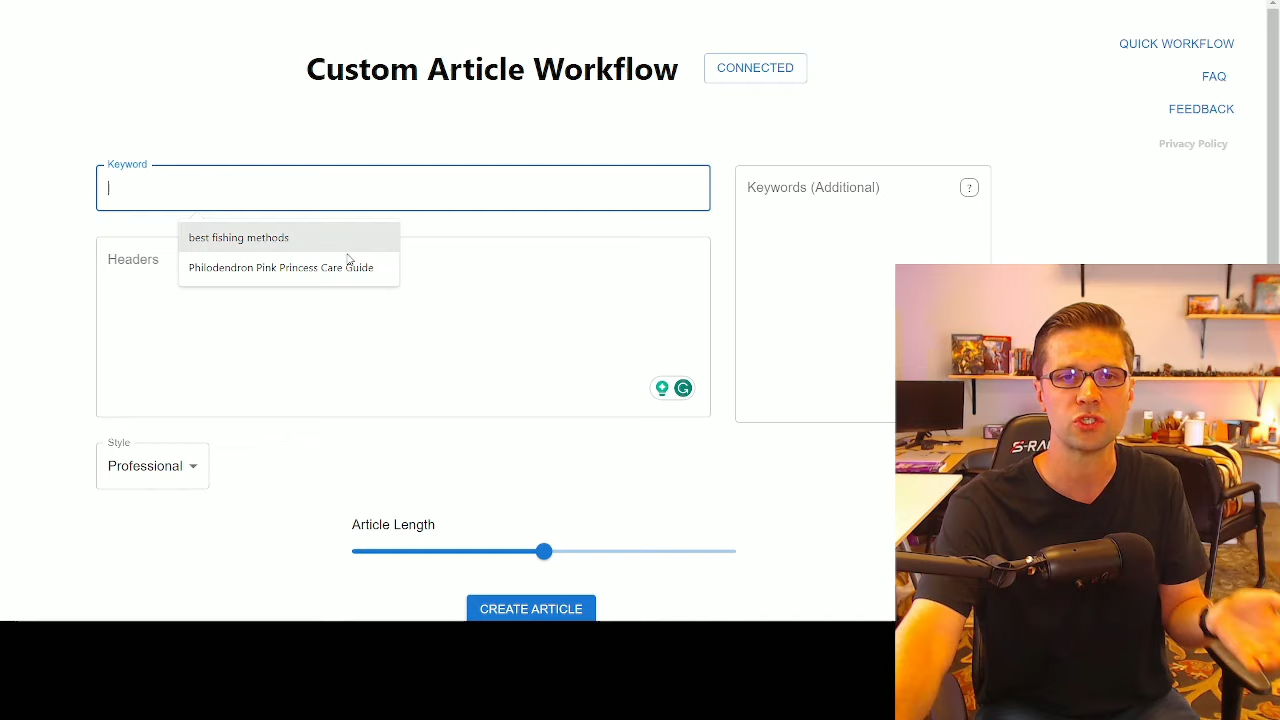 Custom Article Workflow
CONNECTED
QUICK WORKFLOW
FAQ
FEEDBACK
Privacy Policy
Keyword
Keywords (Additional)
?
best fishing methods
Philodendron Pink Princess Care Guide
Headers
Style
Professional
Article Length
CREATE ARTICLE
S-RA